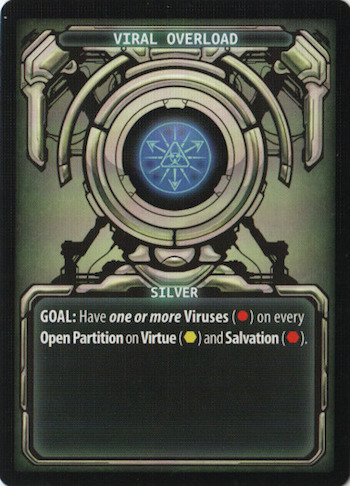 VIRAL OVERLOAD
SILVER
GOAL: Have one or more Viruses () on every
Open Partition on Virtue () and Salvation ().